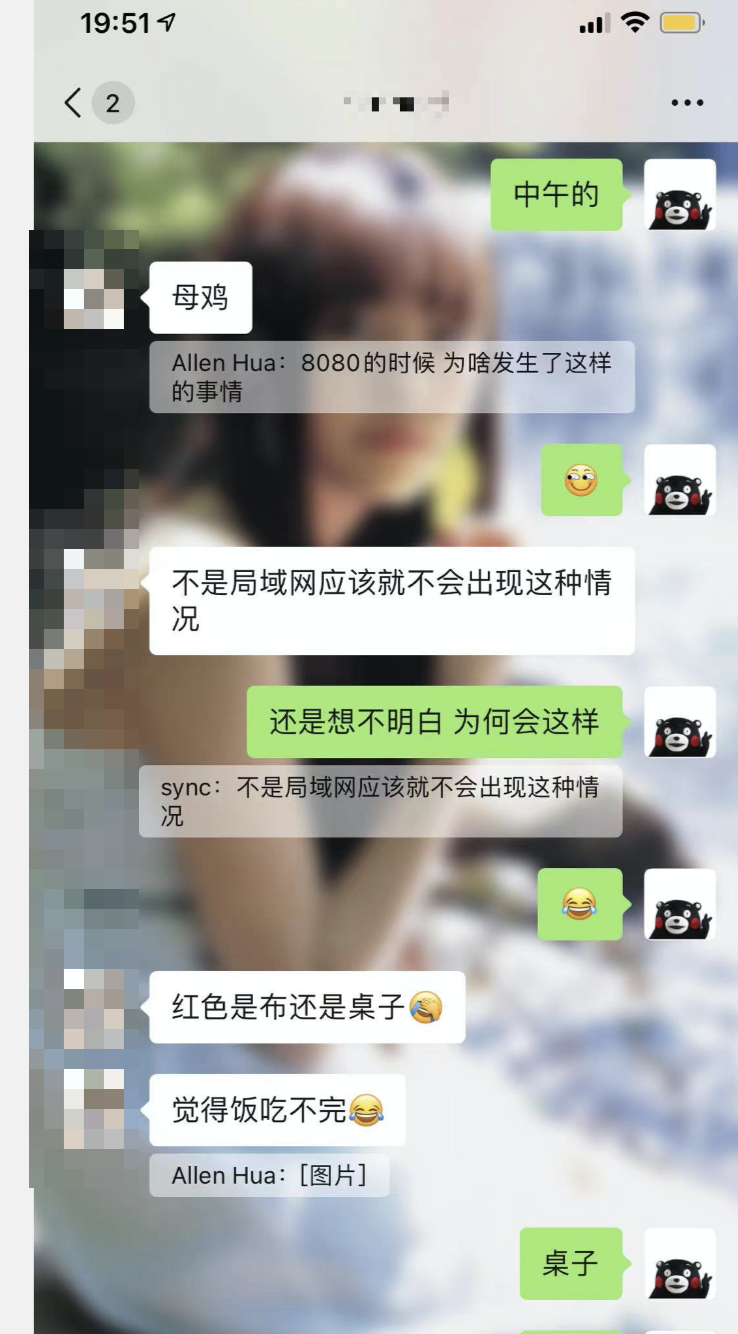 19:51
2
中午的
母鸡
Allen Hua：8080的时候 为啥发生了这样
的事情
不是局域网应该就不会出现这种情
况
还是想不明白 为何会这样
sync：不是局域网应该就不会出现这种情
况
红色是布还是桌子🤦
觉得饭吃不完😂
Allen Hua：[图片]
桌子